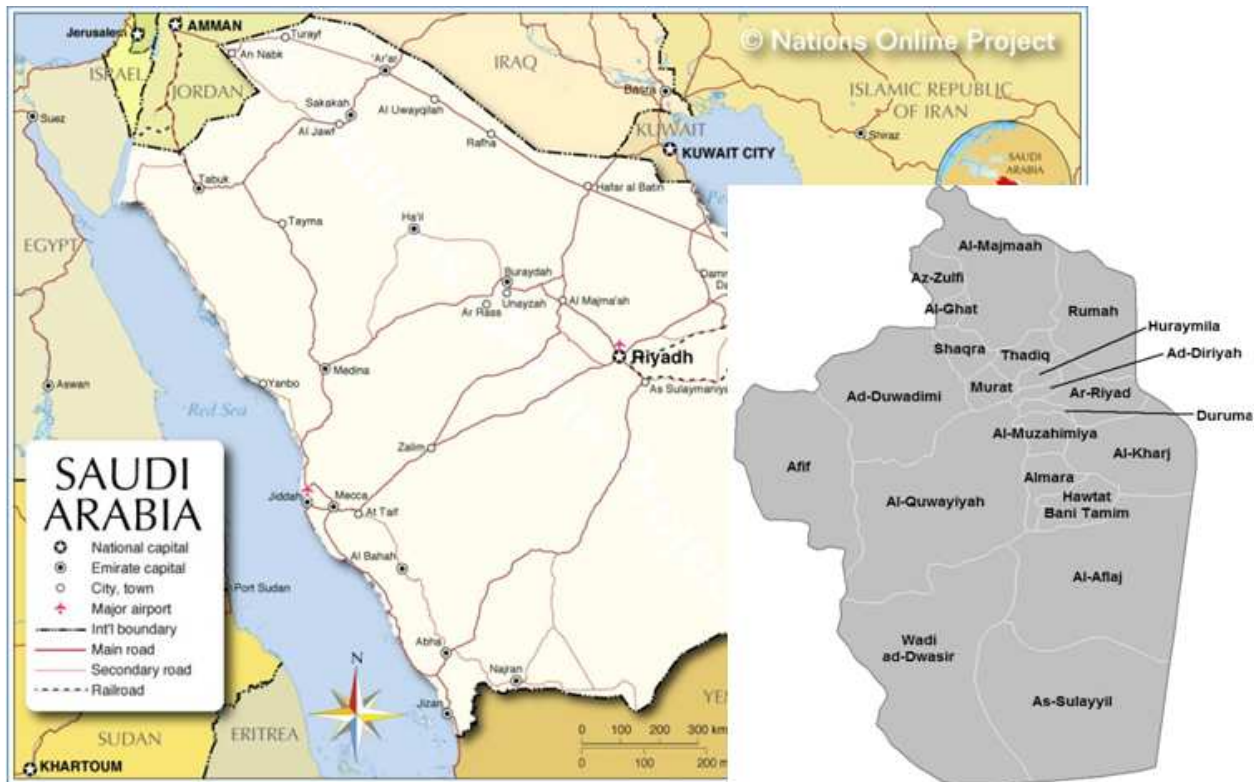 © Nations Online Project
Jerusalem
AMMAN
Turayf
An Nabk
'Ar'ar
ISRAEL
JORDAN
IRAQ
Basra
ISLAMIC REPUBLIC
OF IRAN
Suez
Sakakah
Al Uwayqilah
Al Jawf
Rafha
KUWAIT
KUWAIT CITY
Shiraz
SAUDI
ARABIA
Tabuk
Hafar al Batin
Tayma
Ha'il
EGYPT
Buraydah
Unayzah
Ar Rass
Al Majma'ah
Riyadh
Medina
As Sulaymaniya
Aswan
Yanbo
Red Sea
Zalim
Jiddah
Mecca
At Taif
Al Bahah
Port Sudan
Abha
Najran
Jizan
SUDAN
ERITREA
KHARTOUM
YE
N
0 100 200 300 k
0 100 200 m
SAUDI
ARABIA
National capital
Emirate capital
City, town
Major airport
Int'l boundary
Main road
Secondary road
Railroad
Al-Majmaah
Az-Zulfi
Al-Ghat
Rumah
Huraymila
Shaqra
Thadiq
Ad-Diriyah
Ad-Duwadimi
Murat
Ar-Riyad
Duruma
Al-Muzahimiya
Al-Kharj
Afif
Almara
Al-Quwayiyah
Hawtat
Bani Tamim
Al-Aflaj
Wadi
ad-Dwasir
As-Sulayyil